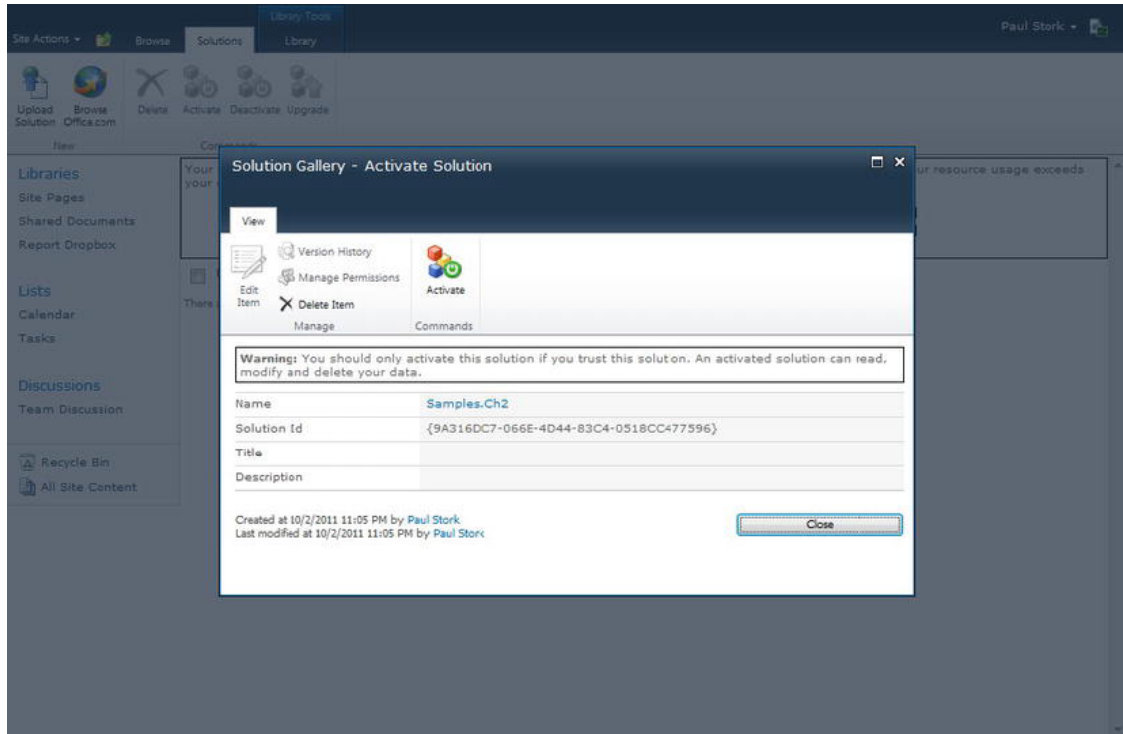 Library Tools
Site Actions
Browse
Solutions
Library
Paul Stork
Upload Solution
Browse Office.com
Delete
Activate
Deactivate
Upgrade
New
Commands
Libraries
Site Pages
Shared Documents
Report Dropbox
Lists
Calendar
Tasks
Discussions
Team Discussion
Recycle Bin
All Site Content
Your
your
ur resource usage exceeds
There
Solution Gallery - Activate Solution
View
Edit Item
Version History
Manage Permissions
Delete Item
Manage
Activate
Commands
Warning: You should only activate this solution if you trust this soluton. An activated solution can read,
modify and delete your data.
Name Samples.Ch2
Solution Id {9A316DC7-066E-4D44-83C4-0518CC477596}
Title
Description
Created at 10/2/2011 11:05 PM by Paul Stork
Last modified at 10/2/2011 11:05 PM by Paul Stork
Close